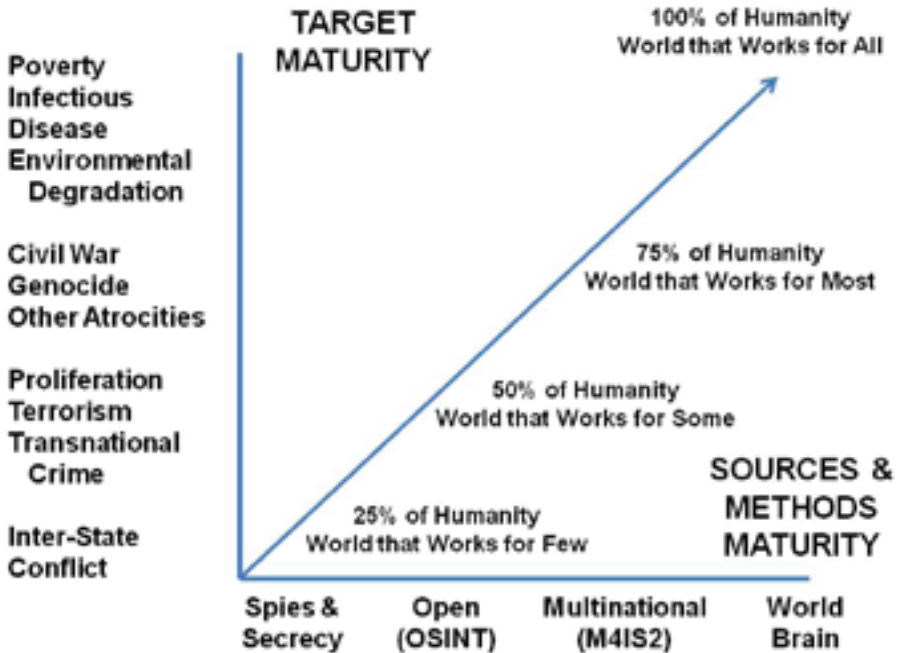 TARGET
MATURITY
100% of Humanity
World that Works for All
Poverty
Infectious
Disease
Environmental
Degradation
Civil War
Genocide
Other Atrocities
75% of Humanity
World that Works for Most
Proliferation
Terrorism
Transnational
Crime
50% of Humanity
World that Works for Some
SOURCES &
METHODS
MATURITY
Inter-State
Conflict
25% of Humanity
World that Works for Few
Spies &
Secrecy
Open
(OSINT)
Multinational
(M4IS2)
World
Brain